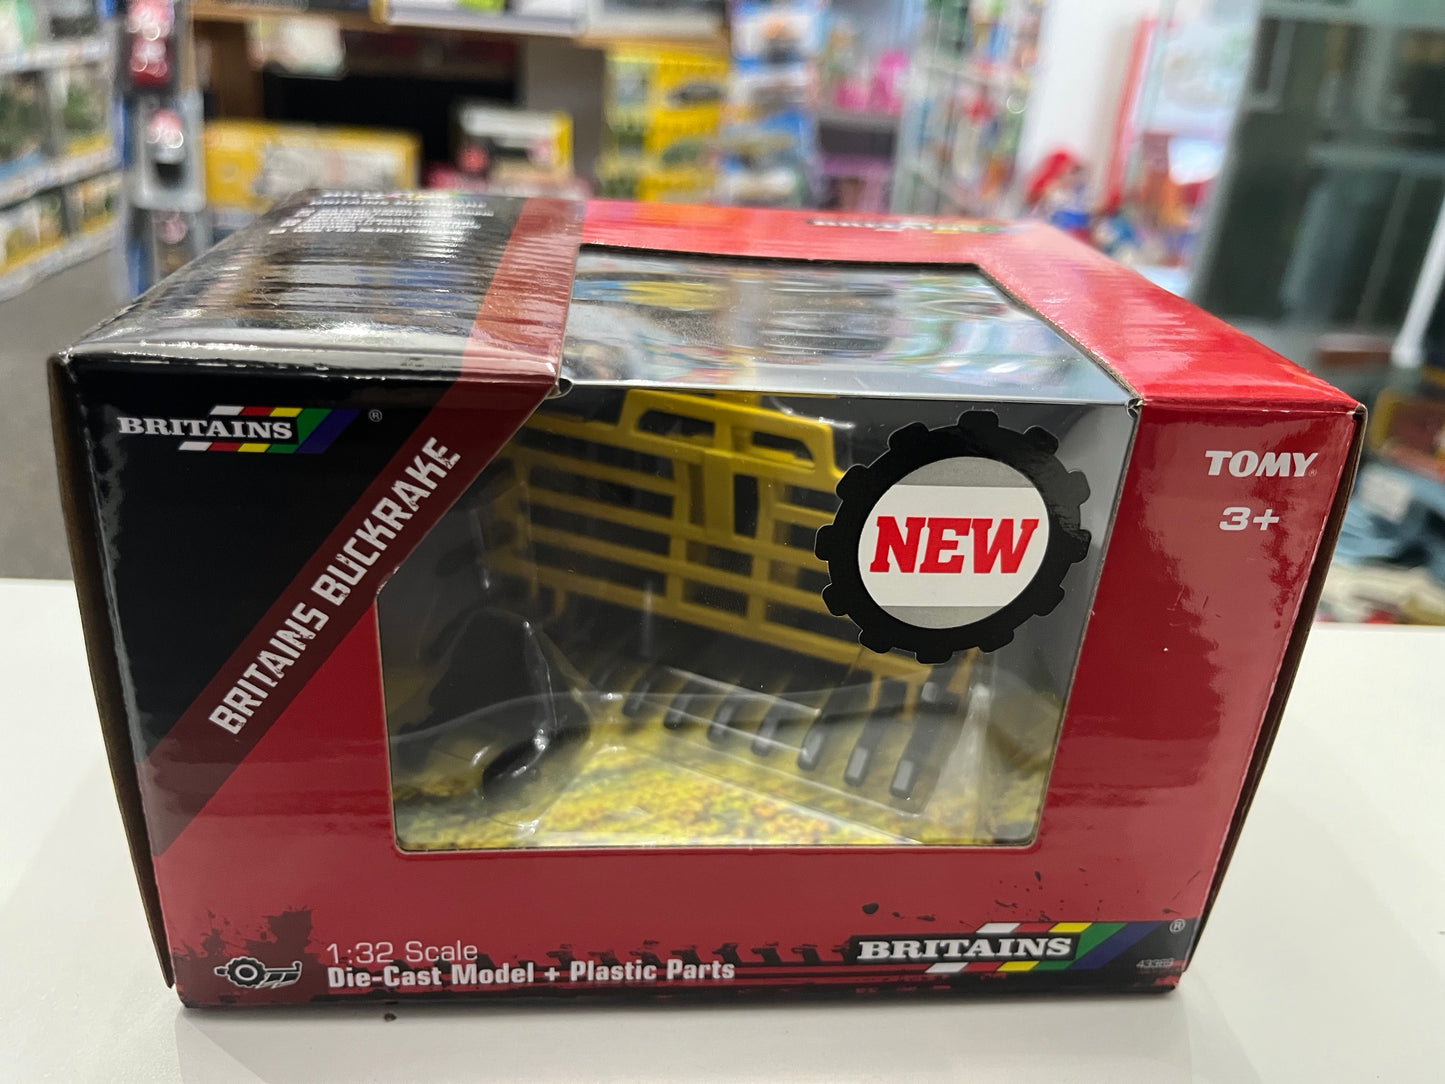 BRITAINS ®
BRITAINS BUCKRAKE
NEW
TOMY
3+
1:32 Scale
Die-Cast Model + Plastic Parts
BRITAINS ®